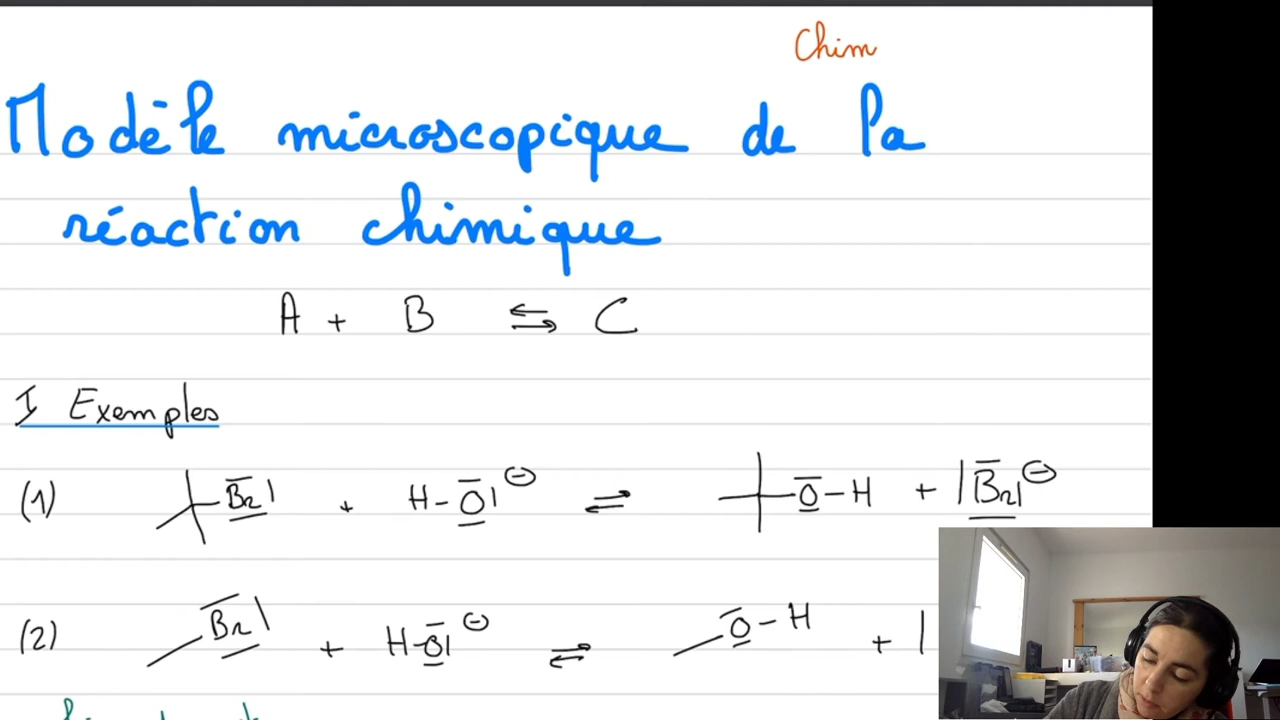 Chim
Modèle microscopique de la
réaction chimique
A + B ⇆ C
I Exemples
(1) Br| + H-O|⊖ ⇌ O-H + |Br|⊖
(2) Br| + H-O|⊖ ⇌ O-H + |